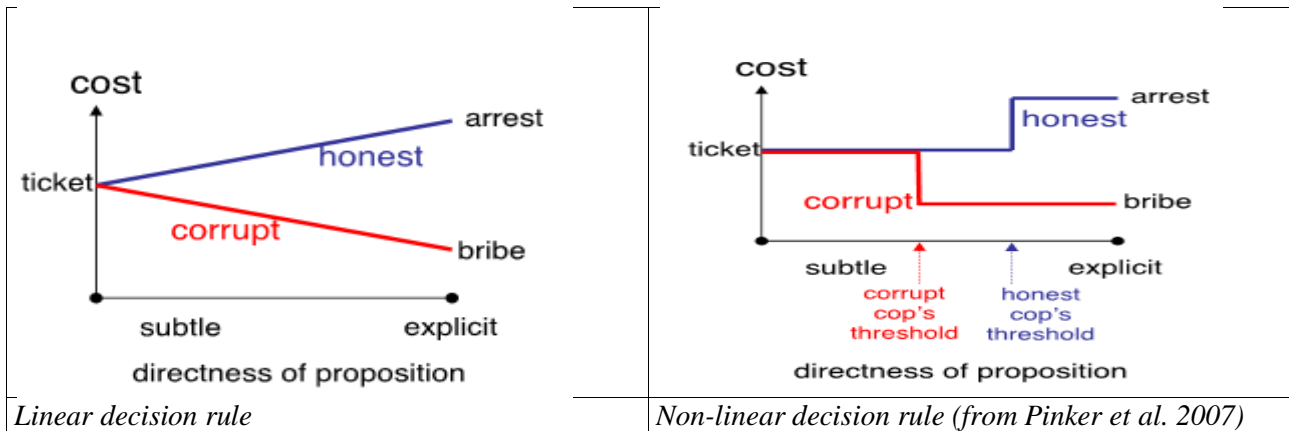 cost
arrest
honest
ticket
corrupt
bribe
subtle
explicit
directness of proposition
Linear decision rule
cost
arrest
honest
ticket
corrupt
bribe
subtle
explicit
corrupt
cop's
threshold
honest
cop's
threshold
directness of proposition
Non-linear decision rule (from Pinker et al. 2007)